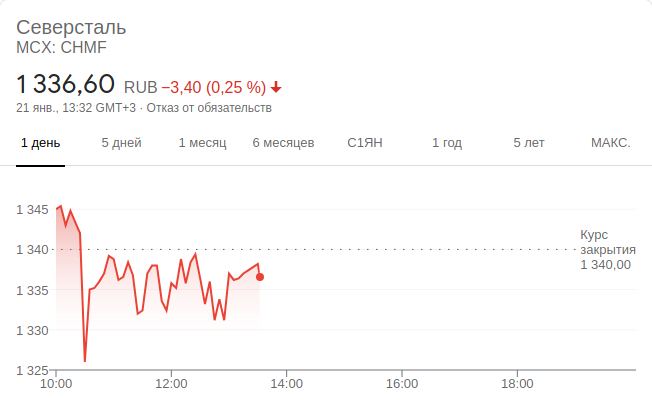 Северсталь
MCX: CHMF
1 336,60 RUB −3,40 (0,25 %)
21 янв., 13:32 GMT+3 · Отказ от обязательств
1 день 5 дней 1 месяц 6 месяцев С1ЯН 1 год 5 лет МАКС.
1 345
1 340
1 335
1 330
1 325
Курс
закрытия
1 340,00
10:00 12:00 14:00 16:00 18:00